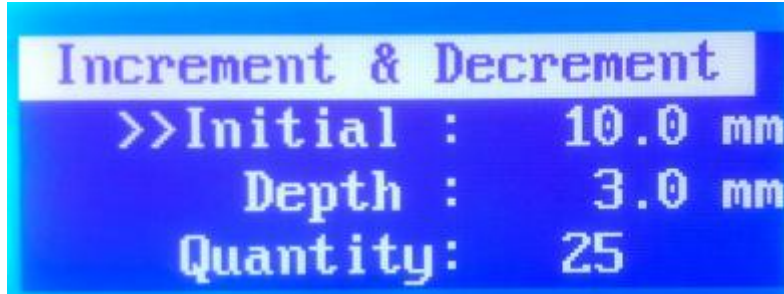 Increment & Decrement
>>Initial : 10.0 mm
Depth : 3.0 mm
Quantity: 25